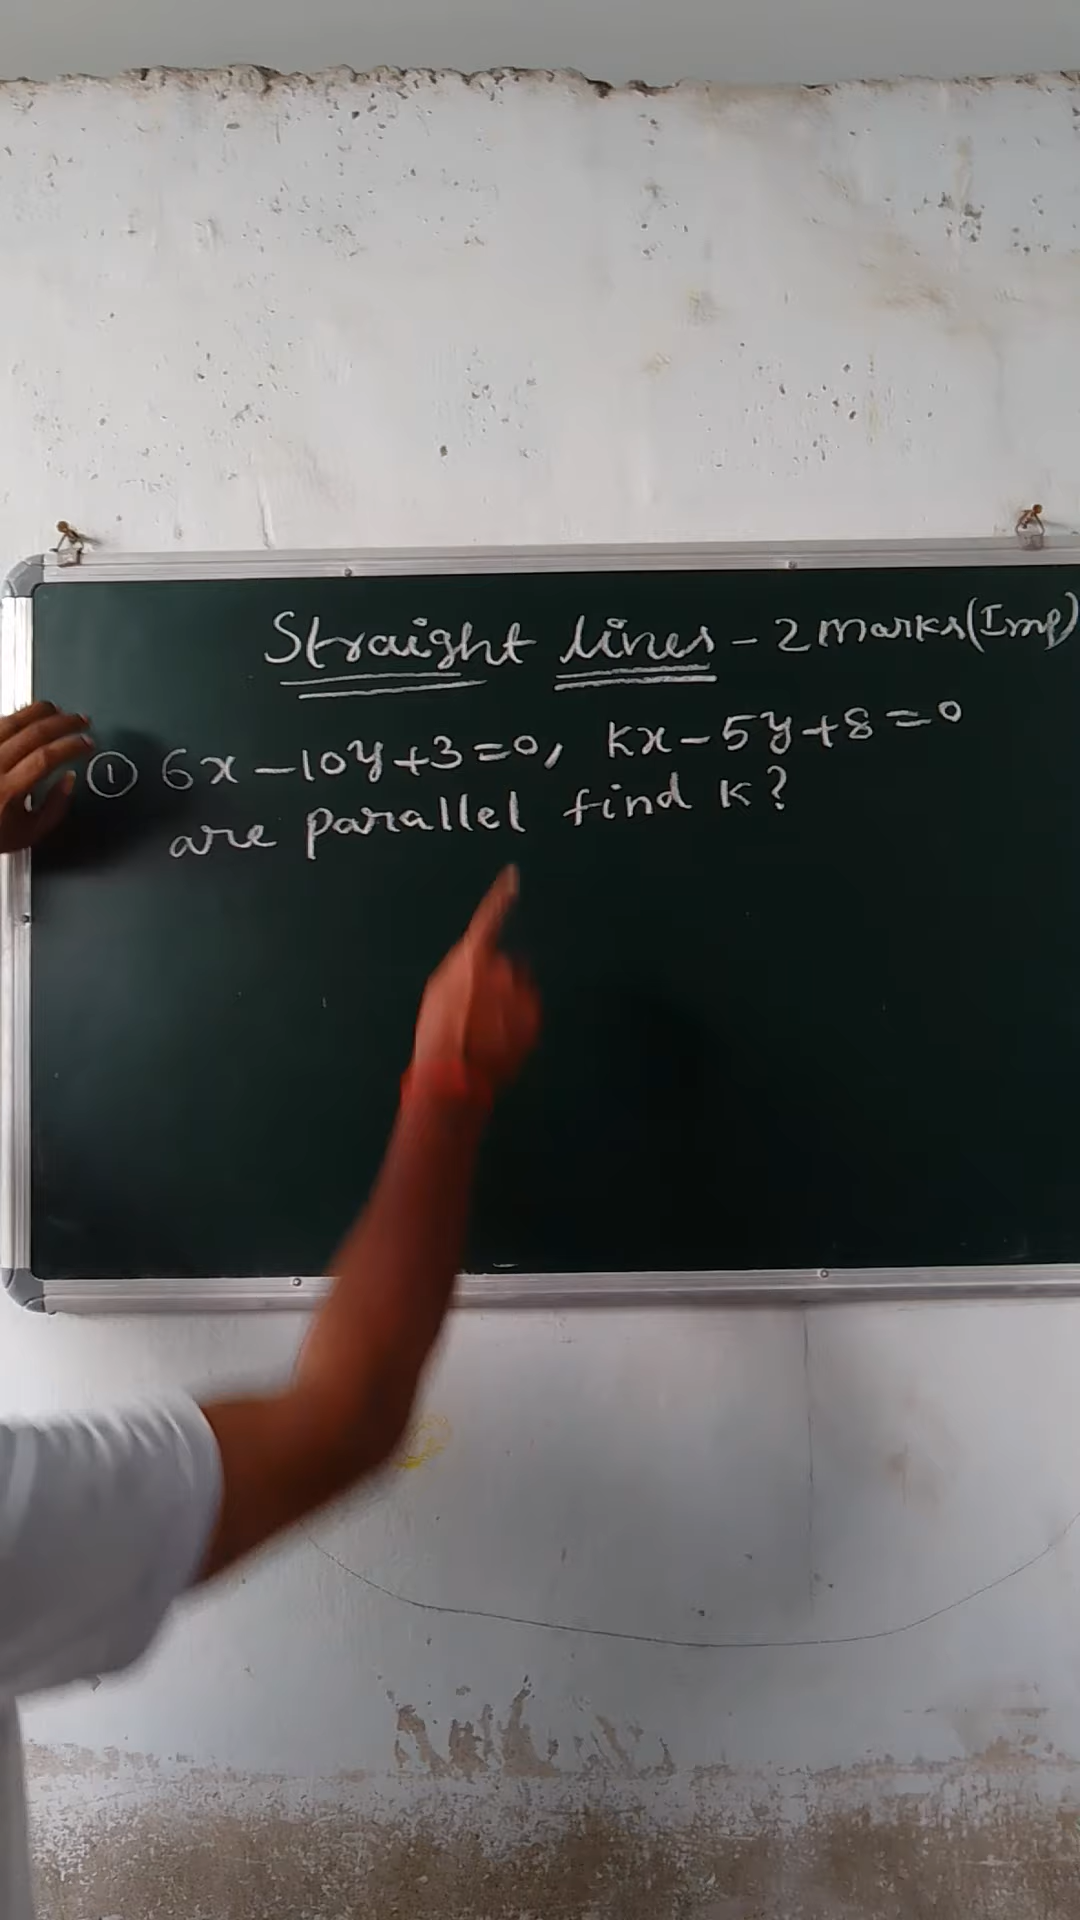 Straight lines - 2 marks (Imp)
① 6x - 10y + 3 = 0, kx - 5y + 8 = 0
are parallel find k?